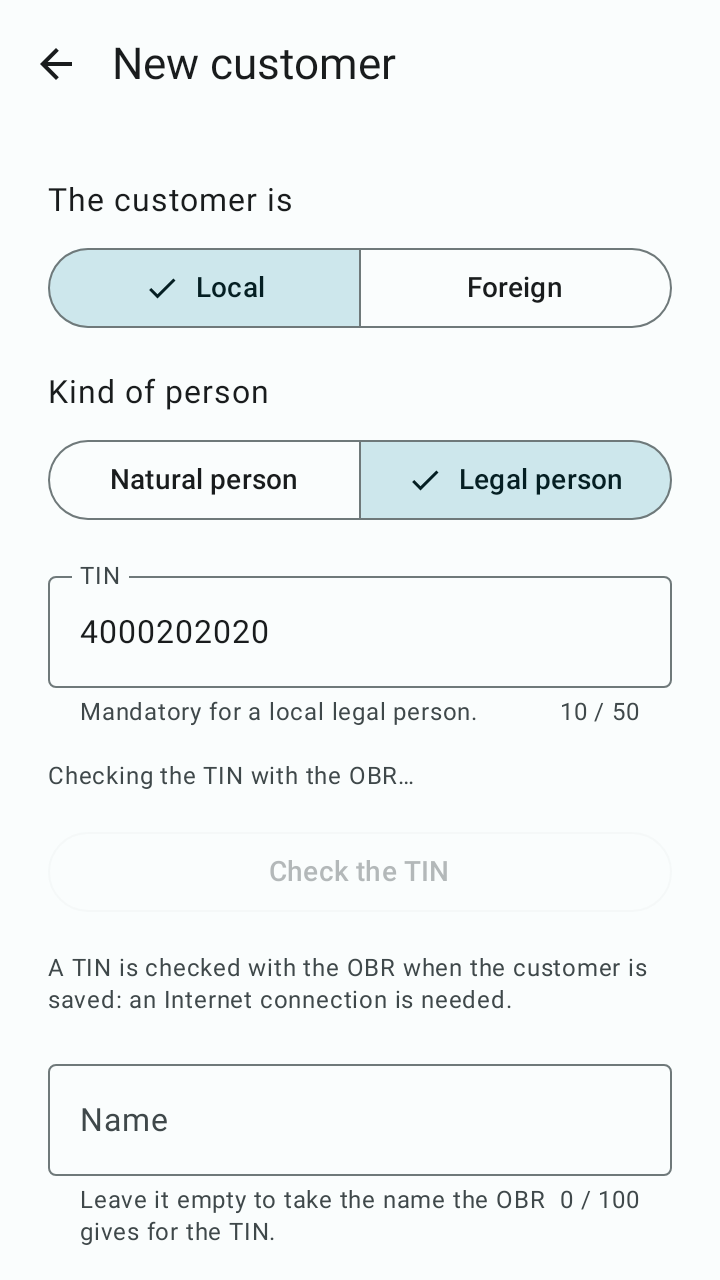 New customer
The customer is
Local
Foreign
Kind of person
Natural person
Legal person
TIN
4000202020
Mandatory for a local legal person.
10 / 50
Checking the TIN with the OBR…
Check the TIN
A TIN is checked with the OBR when the customer is
saved: an Internet connection is needed.
Name
Leave it empty to take the name the OBR
gives for the TIN.
0 / 100